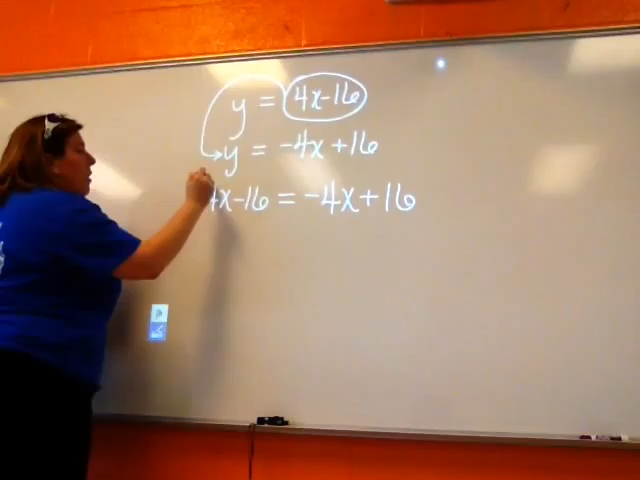 y = 4x-16
y = -4x+16
4x-16 = -4x+16